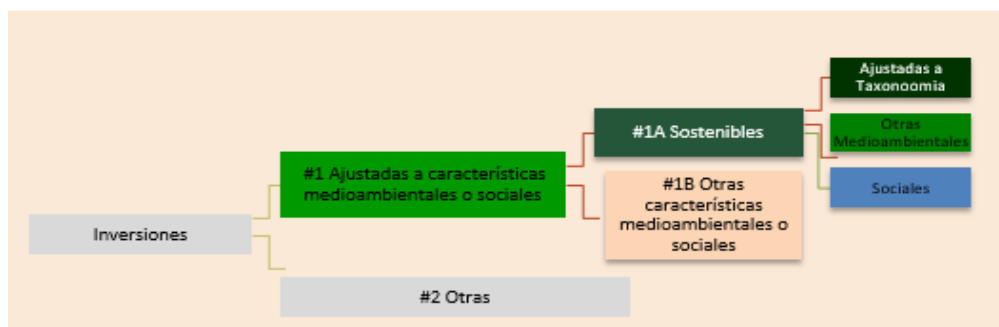 Ajustadas a
Taxonoomia
#1A Sostenibles
Otras
Medioambientales
#1 Ajustadas a características
medioambientales o sociales
#1B Otras
características
medioambientales o
sociales
Sociales
Inversiones
#2 Otras